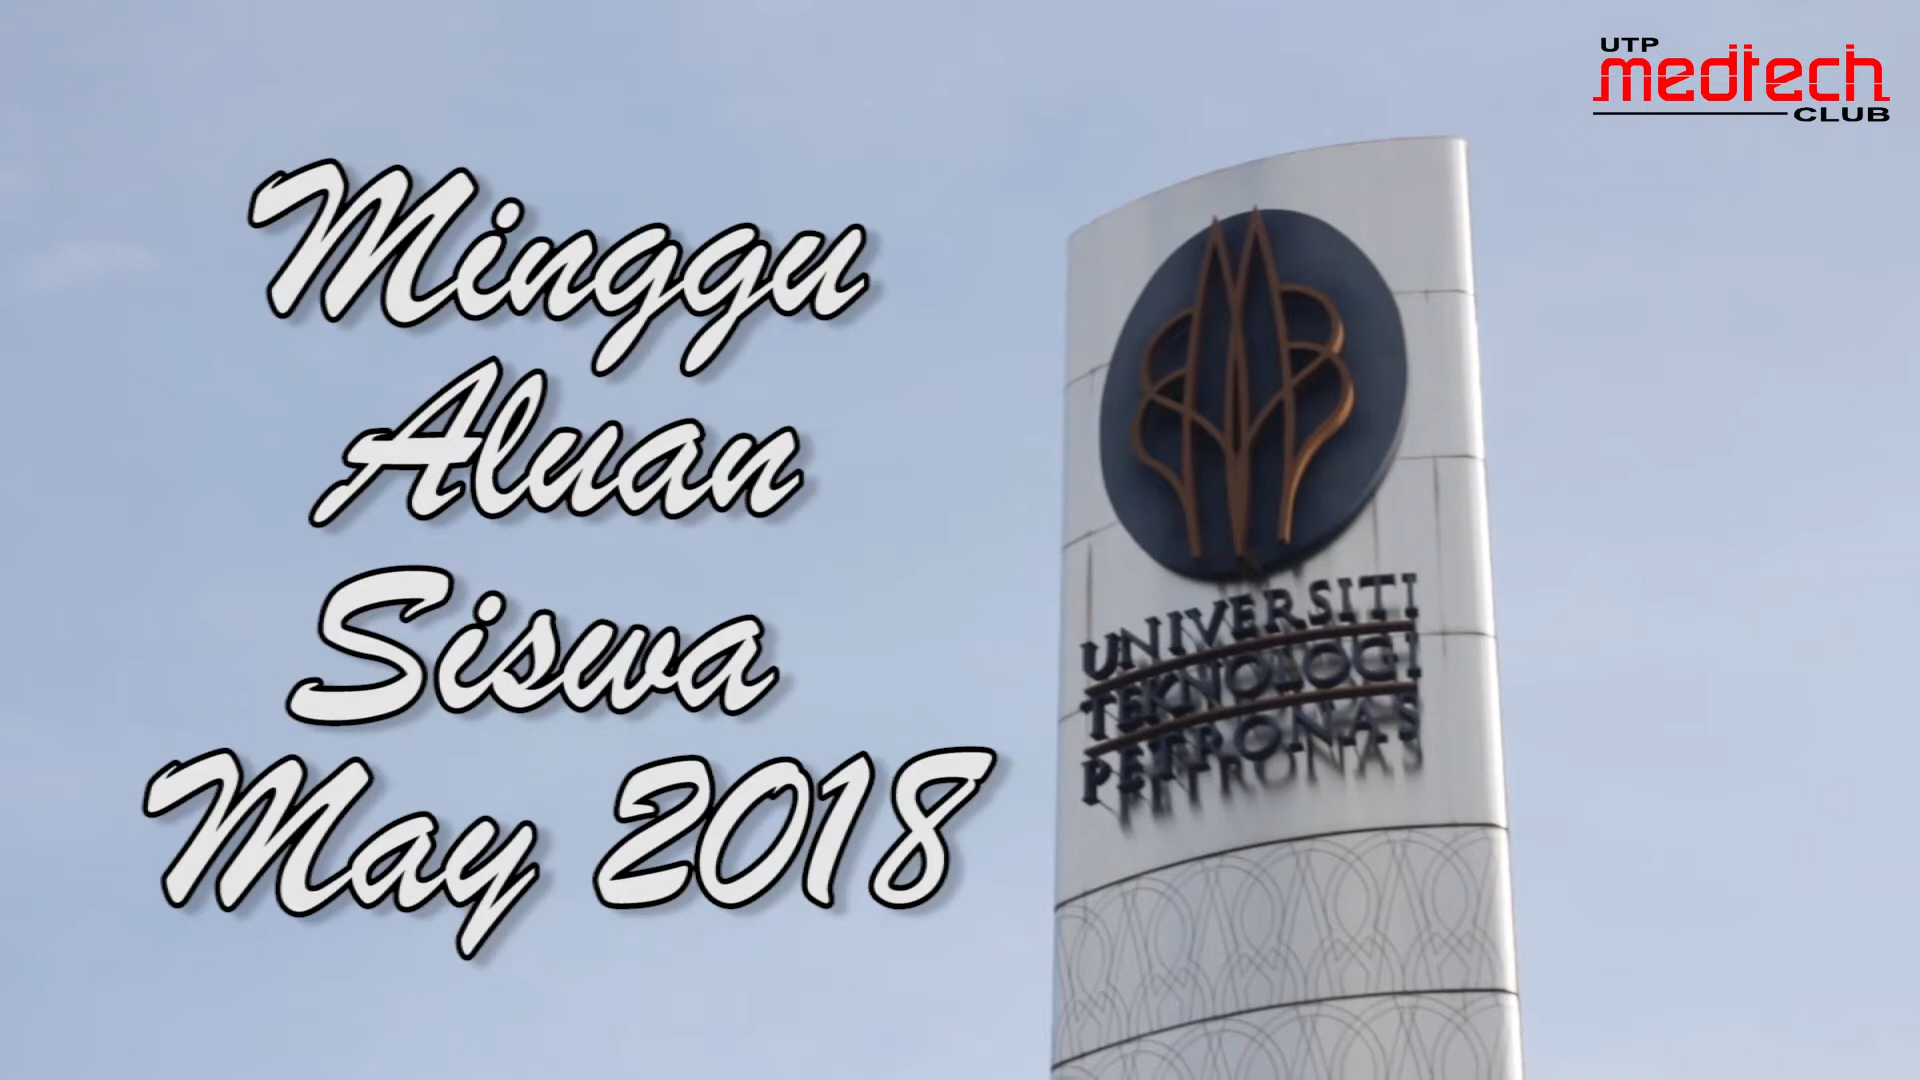 UTP
medtech
CLUB
Minggu
Aluan
Siswa
May 2018
UNIVERSITI
TEKNOLOGI
PETRONAS